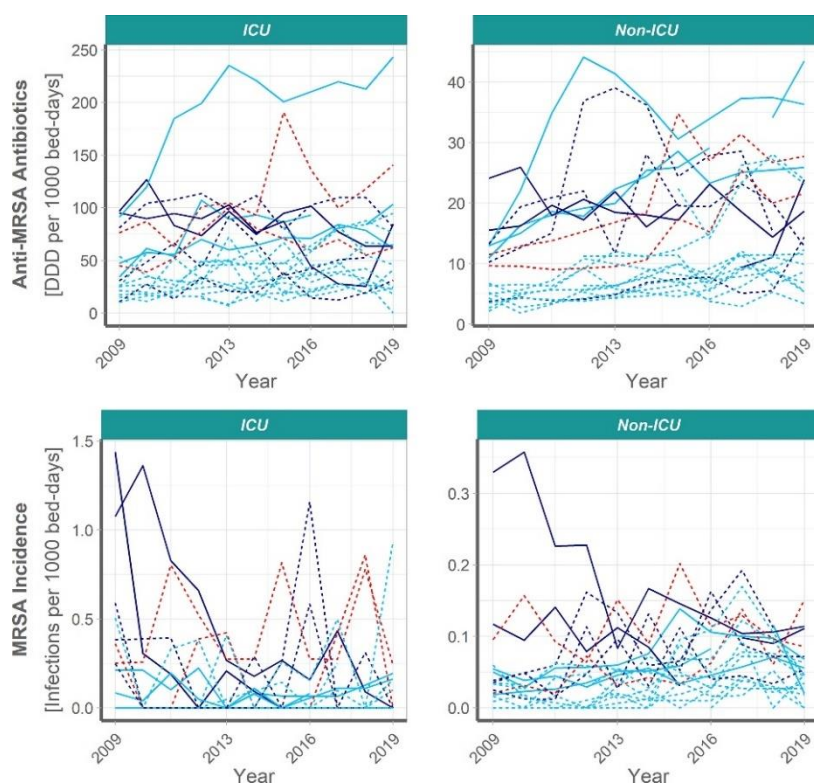 ICU
Non-ICU
Anti-MRSA Antibiotics
[DDD per 1000 bed-days]
250
200
150
100
50
0
40
30
20
10
0
2009
2013
2016
2019
2009
2013
2016
2019
Year
Year
ICU
Non-ICU
MRSA Incidence
[Infections per 1000 bed-days]
1.5
1.0
0.5
0.0
0.3
0.2
0.1
0.0
2009
2013
2016
2019
2009
2013
2016
2019
Year
Year